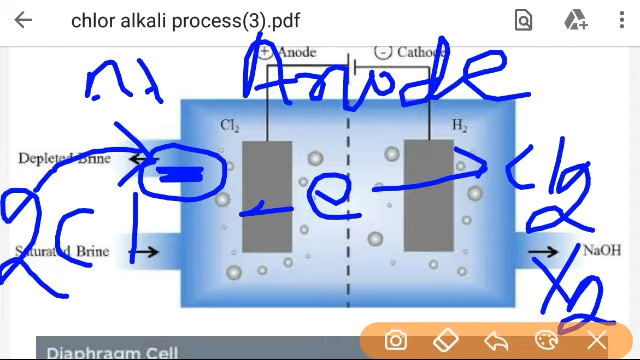 chlor alkali process(3).pdf
Anode
Cathode
Anode
Cl₂
H₂
Depleted Brine
Saturated Brine
NaOH
2Cl
- e
Cl2
X2
Diaphragm Cell